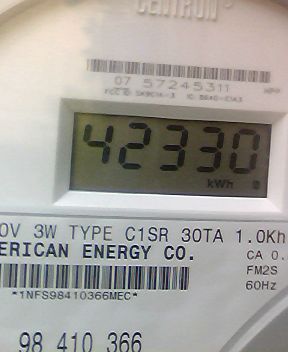 CENTRON®
07 57245311
42330
kWh
0V 3W TYPE C1SR 30TA 1.0Kh
ERICAN ENERGY CO.
CA 0.
FM2S
*1NFS98410366MEC*
60Hz
98 410 366